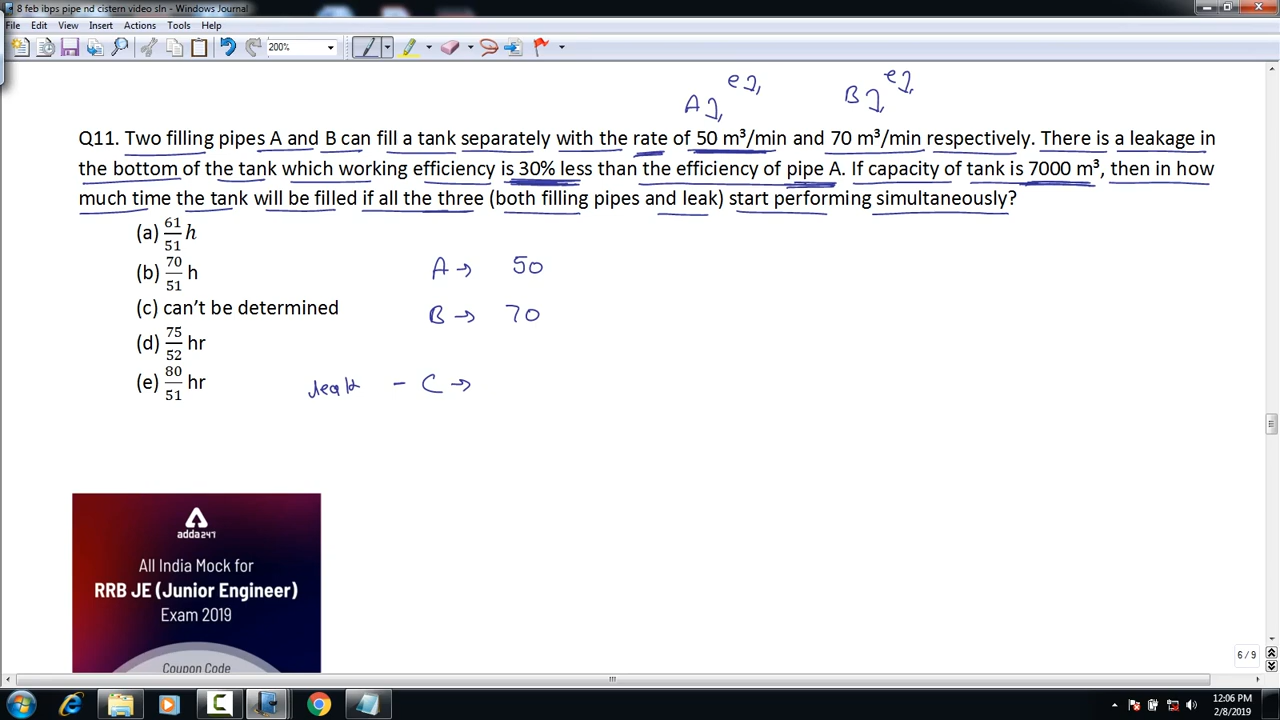 8 feb ibps pipe nd cistern video sln - Windows Journal
File Edit View Insert Actions Tools Help
200%
A e
B e
Q11. Two filling pipes A and B can fill a tank separately with the rate of 50 m³/min and 70 m³/min respectively. There is a leakage in
the bottom of the tank which working efficiency is 30% less than the efficiency of pipe A. If capacity of tank is 7000 m³, then in how
much time the tank will be filled if all the three (both filling pipes and leak) start performing simultaneously?
(a) 61/51 h
(b) 70/51 h
(c) can't be determined
(d) 75/52 hr
(e) 80/51 hr
A → 50
B → 70
leak - C →
adda247
All India Mock for
RRB JE (Junior Engineer)
Exam 2019
Coupon Code
6 / 9
12:06 PM
2/8/2019